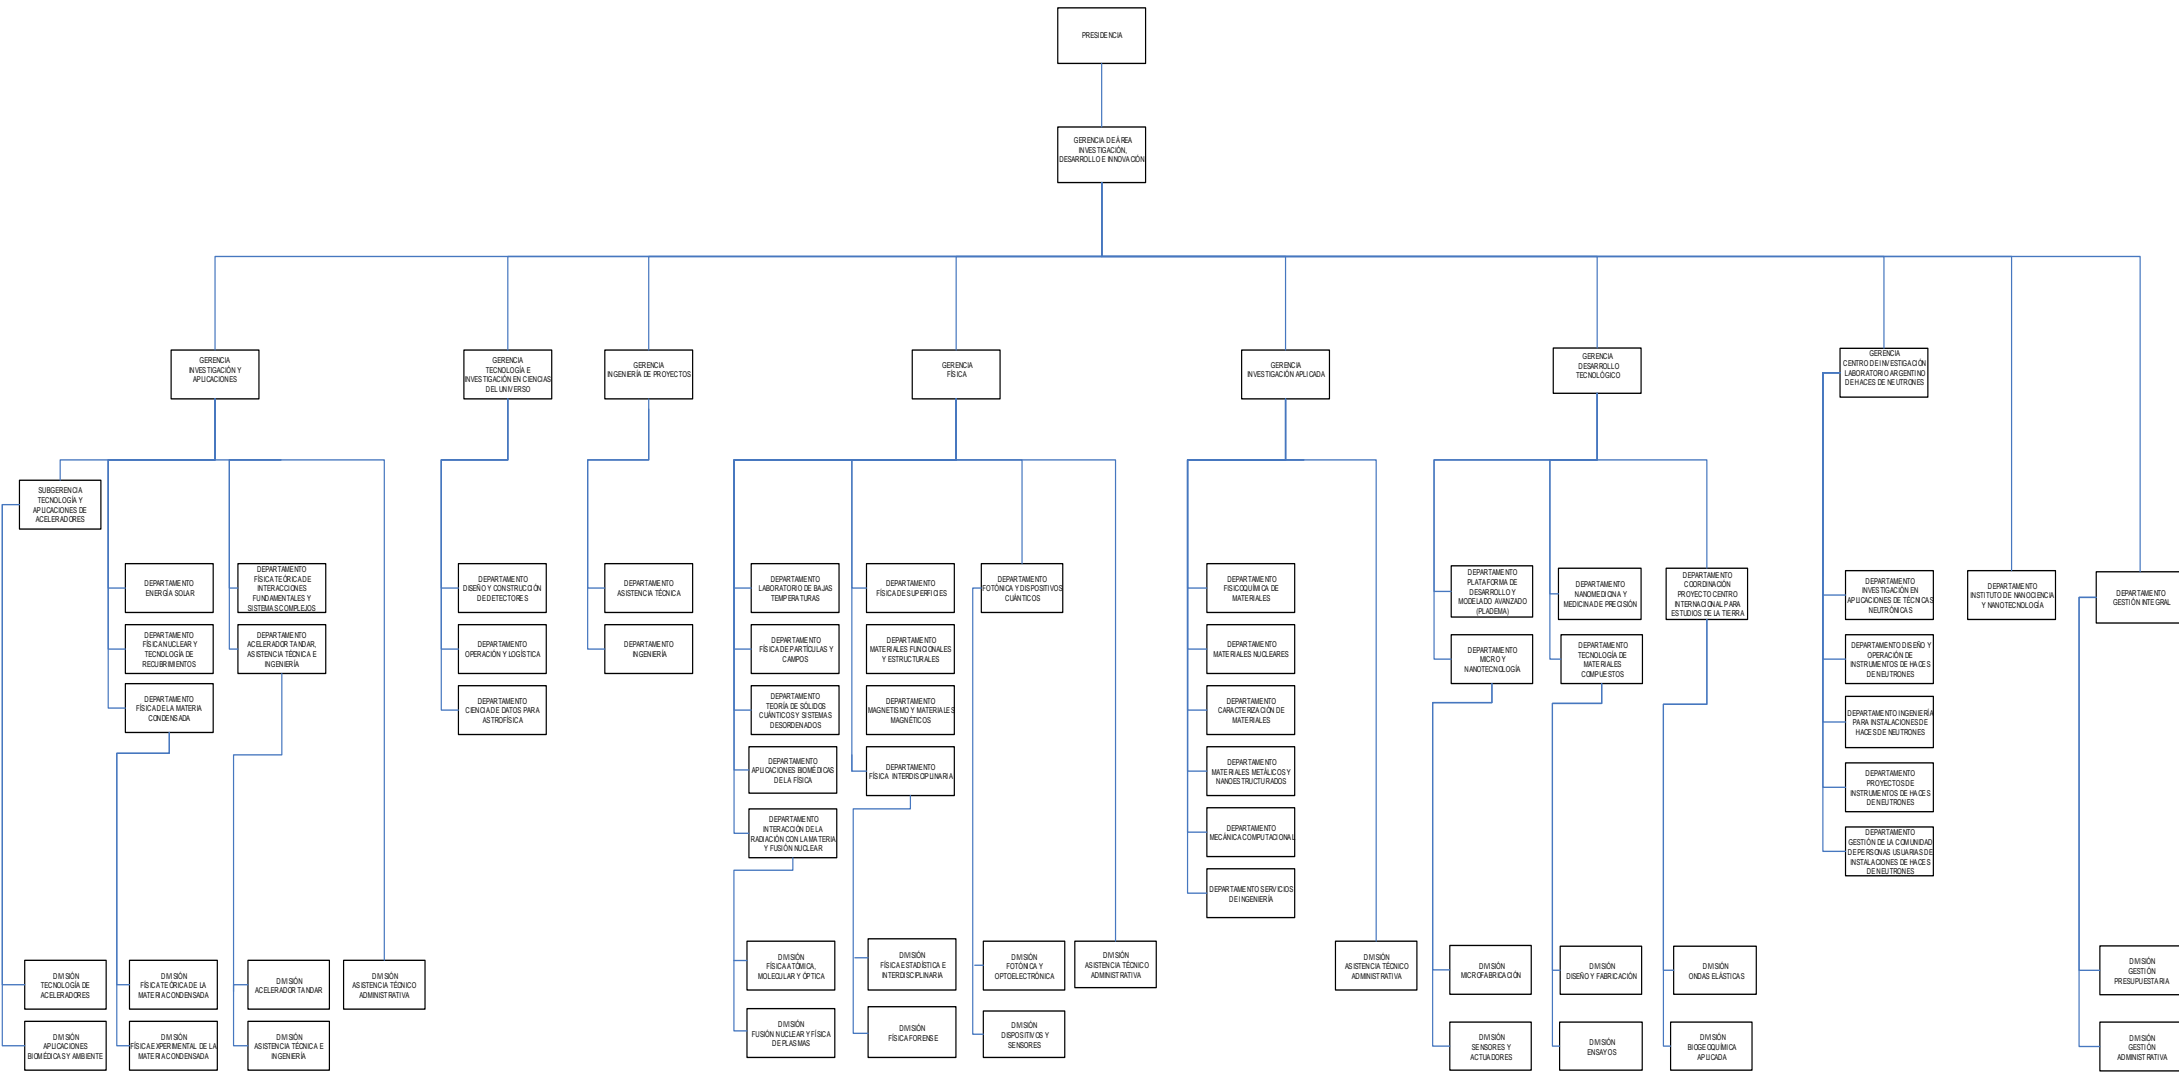 PRESIDENCIA
GERENCIA DE ÁREA
INVESTIGACIÓN,
DESARROLLO E INNOVACIÓN
GERENCIA
INVESTIGACIÓN Y
APLICACIONES
GERENCIA
TECNOLOGÍA E
INVESTIGACIÓN EN CIENCIAS
DEL UNIVERSO
GERENCIA
INGENIERÍA DE PROYECTOS
GERENCIA
FÍSICA
GERENCIA
INVESTIGACIÓN APLICADA
GERENCIA
DESARROLLO
TECNOLÓGICO
GERENCIA
CENTRO DE INVESTIGACIÓN
LABORATORIO ARGENTINO
DE HACES DE NEUTRONES
SUBGERENCIA
TECNOLOGÍA Y
APLICACIONES DE
ACELERADORES
DEPARTAMENTO
ENERGÍA SOLAR
DEPARTAMENTO
FÍSICA TEÓRICA DE
INTERACCIONES
FUNDAMENTALES Y
SISTEMAS COMPLEJOS
DEPARTAMENTO
FÍSICA NUCLEAR Y
TECNOLOGÍA DE
RECUBRIMIENTOS
DEPARTAMENTO
ACELERADOR TANDAR,
ASISTENCIA TÉCNICA E
INGENIERÍA
DEPARTAMENTO
FÍSICA DE LA MATERIA
CONDENSADA
DEPARTAMENTO
DISEÑO Y CONSTRUCCIÓN
DE DETECTORES
DEPARTAMENTO
OPERACIÓN Y LOGÍSTICA
DEPARTAMENTO
CIENCIA DE DATOS PARA
ASTROFÍSICA
DEPARTAMENTO
ASISTENCIA TÉCNICA
DEPARTAMENTO
INGENIERÍA
DEPARTAMENTO
LABORATORIO DE BAJAS
TEMPERATURAS
DEPARTAMENTO
FÍSICA DE SUPERFICIES
DEPARTAMENTO
FOTÓNICA Y DISPOSITIVOS
CUÁNTICOS
DEPARTAMENTO
FÍSICA DE PARTÍCULAS Y
CAMPOS
DEPARTAMENTO
MATERIALES FUNCIONALES
Y ESTRUCTURALES
DEPARTAMENTO
TEORÍA DE SÓLIDOS
CUÁNTICOS Y SISTEMAS
DESORDENADOS
DEPARTAMENTO
MAGNETISMO Y MATERIALES
MAGNÉTICOS
DEPARTAMENTO
APLICACIONES BIOMÉDICAS
DE LA FÍSICA
DEPARTAMENTO
FÍSICA INTERDISCIPLINARIA
DEPARTAMENTO
INTERACCIÓN DE LA
RADIACIÓN CON LA MATERIA
Y FUSIÓN NUCLEAR
DEPARTAMENTO
FISICOQUÍMICA DE
MATERIALES
DEPARTAMENTO
MATERIALES NUCLEARES
DEPARTAMENTO
CARACTERIZACIÓN DE
MATERIALES
DEPARTAMENTO
MATERIALES METÁLICOS Y
NANOESTRUCTURADOS
DEPARTAMENTO
MECÁNICA COMPUTACIONAL
DEPARTAMENTO SERVICIOS
DE INGENIERÍA
DEPARTAMENTO
PLATAFORMA DE
DESARROLLO Y
MODELADO AVANZADO
(PLADEMA)
DEPARTAMENTO
NANOMEDICINA Y
MEDICINA DE PRECISIÓN
DEPARTAMENTO
COORDINACIÓN
PROYECTO CENTRO
INTERNACIONAL PARA
ESTUDIOS DE LA TIERRA
DEPARTAMENTO
MICRO Y
NANOTECNOLOGÍA
DEPARTAMENTO
TECNOLOGÍA DE
MATERIALES
COMPUESTOS
DEPARTAMENTO
INVESTIGACIÓN EN
APLICACIONES DE TÉCNICAS
NEUTRÓNICAS
DEPARTAMENTO DISEÑO Y
OPERACIÓN DE
INSTRUMENTOS DE HACES
DE NEUTRONES
DEPARTAMENTO INGENIERÍA
PARA INSTALACIONES DE
HACES DE NEUTRONES
DEPARTAMENTO
PROYECTOS DE
INSTRUMENTOS DE HACES
DE NEUTRONES
DEPARTAMENTO
GESTIÓN DE LA COMUNIDAD
DE PERSONAS USUARIAS DE
INSTALACIONES DE HACES
DE NEUTRONES
DEPARTAMENTO
INSTITUTO DE NANOCIENCIA
Y NANOTECNOLOGÍA
DEPARTAMENTO
GESTIÓN INTEGRAL
DIVISIÓN
TECNOLOGÍA DE
ACELERADORES
DIVISIÓN
FÍSICA TEÓRICA DE LA
MATERIA CONDENSADA
DIVISIÓN
ACELERADOR TANDAR
DIVISIÓN
ASISTENCIA TÉCNICO
ADMINISTRATIVA
DIVISIÓN
APLICACIONES
BIOMÉDICAS Y AMBIENTE
DIVISIÓN
FÍSICA EXPERIMENTAL DE LA
MATERIA CONDENSADA
DIVISIÓN
ASISTENCIA TÉCNICA E
INGENIERÍA
DIVISIÓN
FÍSICA ATÓMICA,
MOLECULAR Y ÓPTICA
DIVISIÓN
FÍSICA ESTADÍSTICA E
INTERDISCIPLINARIA
DIVISIÓN
FOTÓNICA Y
OPTOELECTRÓNICA
DIVISIÓN
ASISTENCIA TÉCNICO
ADMINISTRATIVA
DIVISIÓN
FUSIÓN NUCLEAR Y FÍSICA
DE PLASMAS
DIVISIÓN
FÍSICA FORENSE
DIVISIÓN
DISPOSITIVOS Y
SENSORES
DIVISIÓN
ASISTENCIA TÉCNICO
ADMINISTRATIVA
DIVISIÓN
MICROFABRICACIÓN
DIVISIÓN
DISEÑO Y FABRICACIÓN
DIVISIÓN
ONDAS ELÁSTICAS
DIVISIÓN
SENSORES Y
ACTUADORES
DIVISIÓN
ENSAYOS
DIVISIÓN
BIOGEOQUÍMICA
APLICADA
DIVISIÓN
GESTIÓN
PRESUPUESTARIA
DIVISIÓN
GESTIÓN
ADMINISTRATIVA